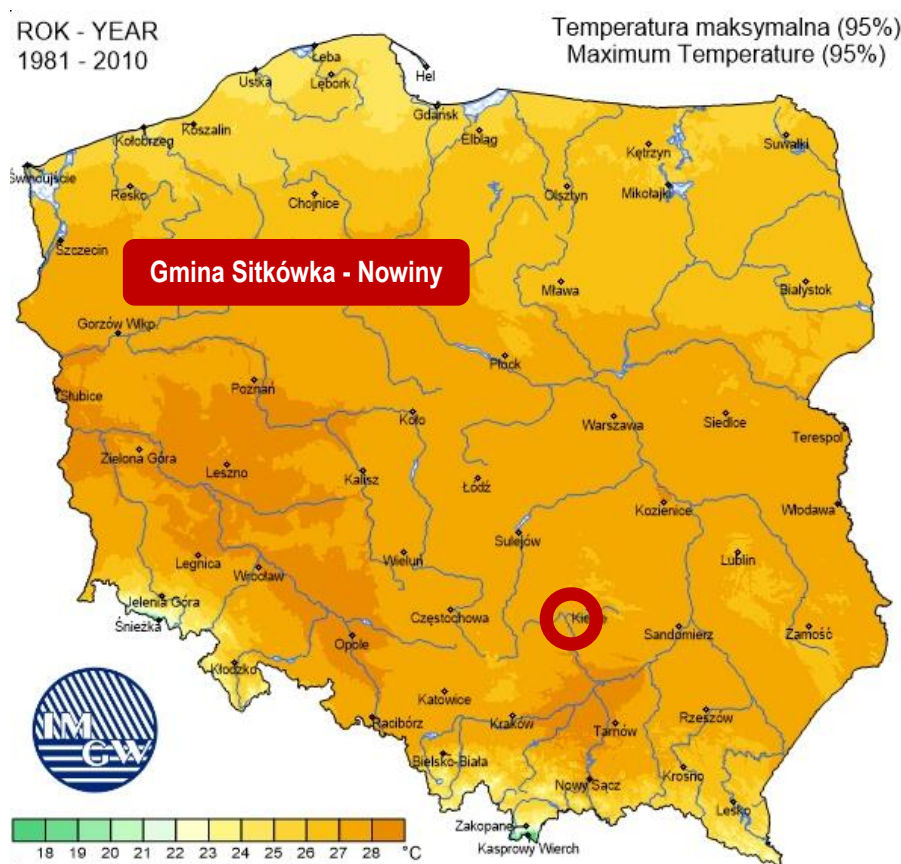 ROK - YEAR
1981 - 2010
Temperatura maksymalna (95%)
Maximum Temperature (95%)
Łeba
Hel
Ustka
Lębork
Gdańsk
Koszalin
Kołobrzeg
Elbląg
Suwałki
Kętrzyn
Świnoujście
Resko
Chojnice
Olsztyn
Mikołajki
Szczecin
Gmina Sitkówka - Nowiny
Mława
Białystok
Gorzów Wlkp.
Płock
Poznań
Słubice
Koło
Warszawa
Siedlce
Terespol
Zielona Góra
Leszno
Kalisz
Łódź
Kozienice
Włodawa
Sulejów
Legnica
Wrocław
Wieluń
Lublin
Jelenia Góra
Śnieżka
Częstochowa
Sandomierz
Zamość
Opole
Kłodzko
Katowice
Racibórz
Kraków
Tarnów
Rzeszów
Bielsko-Biała
Nowy Sącz
Krosno
Lesko
Zakopane
Kasprowy Wierch
IM
GW
18 19 20 21 22 23 24 25 26 27 28 °C